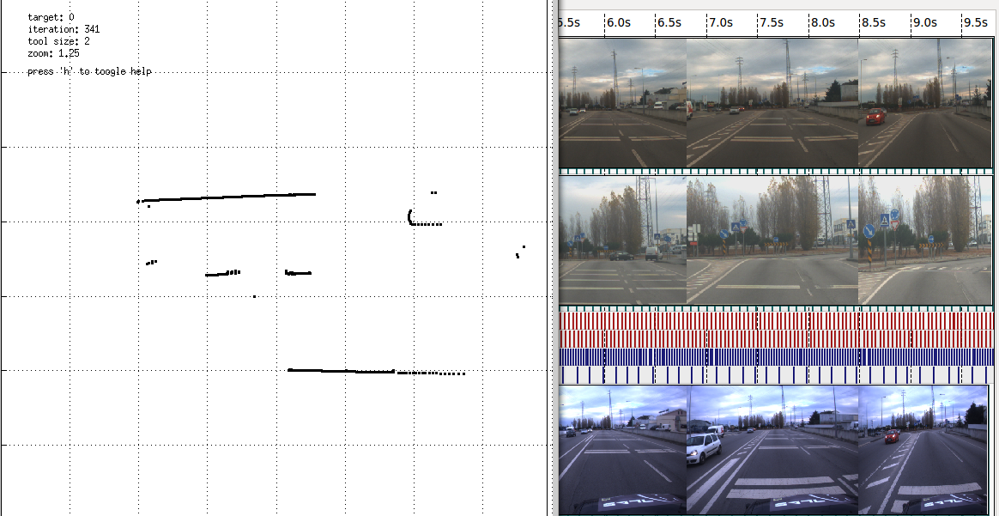 target: 0
iteration: 341
tool size: 2
zoom: 1.25
press 'h' to toogle help
5.5s 6.0s 6.5s 7.0s 7.5s 8.0s 8.5s 9.0s 9.5s